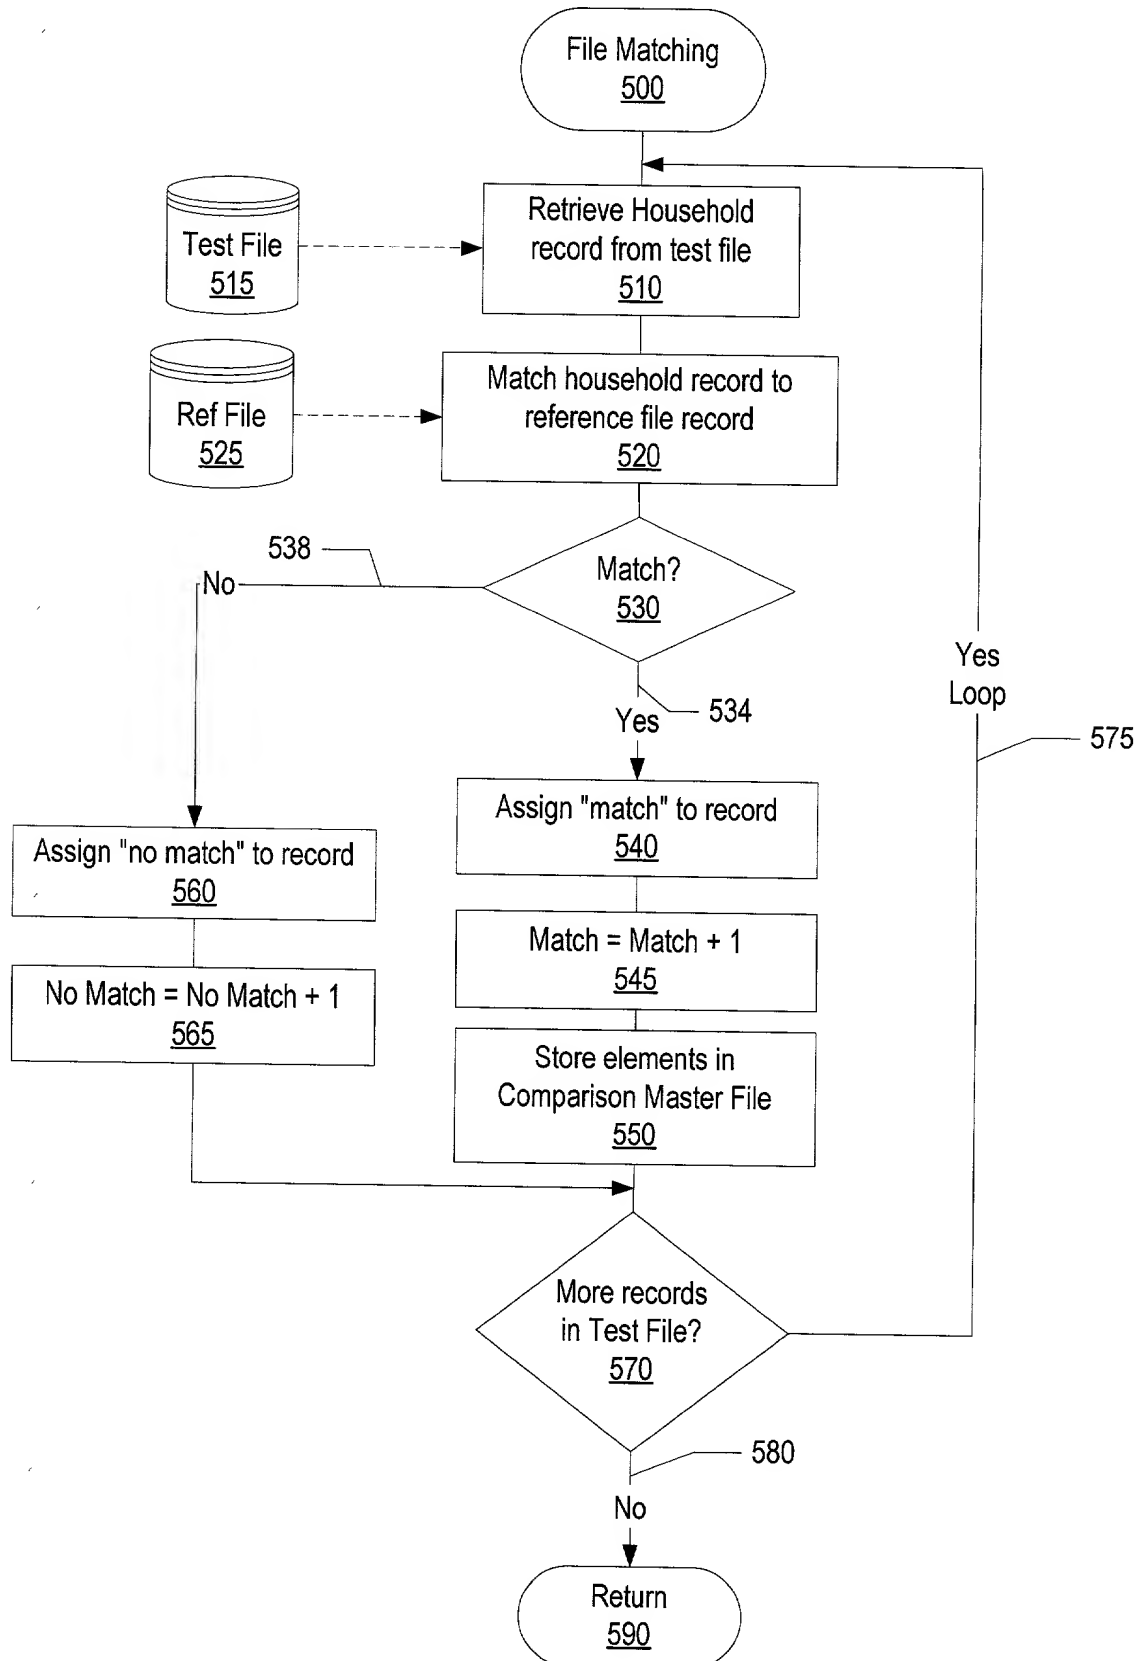 File Matching
500
Retrieve Household
record from test file
510
Test File
515
Match household record to
reference file record
520
Ref File
525
538
No
Match?
530
534
Yes
Yes
Loop
575
Assign "match" to record
540
Assign "no match" to record
560
Match = Match + 1
545
No Match = No Match + 1
565
Store elements in
Comparison Master File
550
More records
in Test File?
570
580
No
Return
590